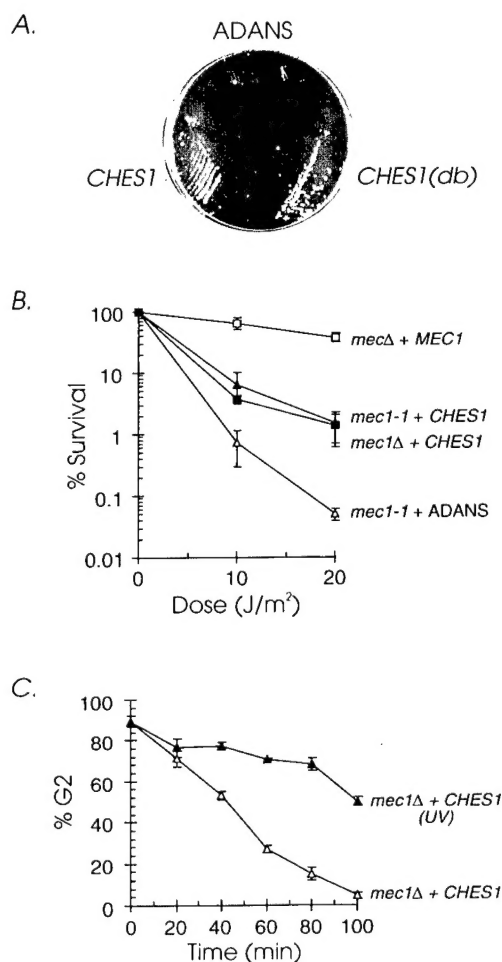 A.
ADANS
CHES1
CHES1(db)
B.
% Survival
100
10
1
0.1
0.01
0
10
20
Dose (J/m²)
mecΔ + MEC1
mec1-1 + CHES1
mec1Δ + CHES1
mec1-1 + ADANS
C.
% G2
100
80
60
40
20
0
0
20
40
60
80
100
Time (min)
mec1Δ + CHES1
(UV)
mec1Δ + CHES1